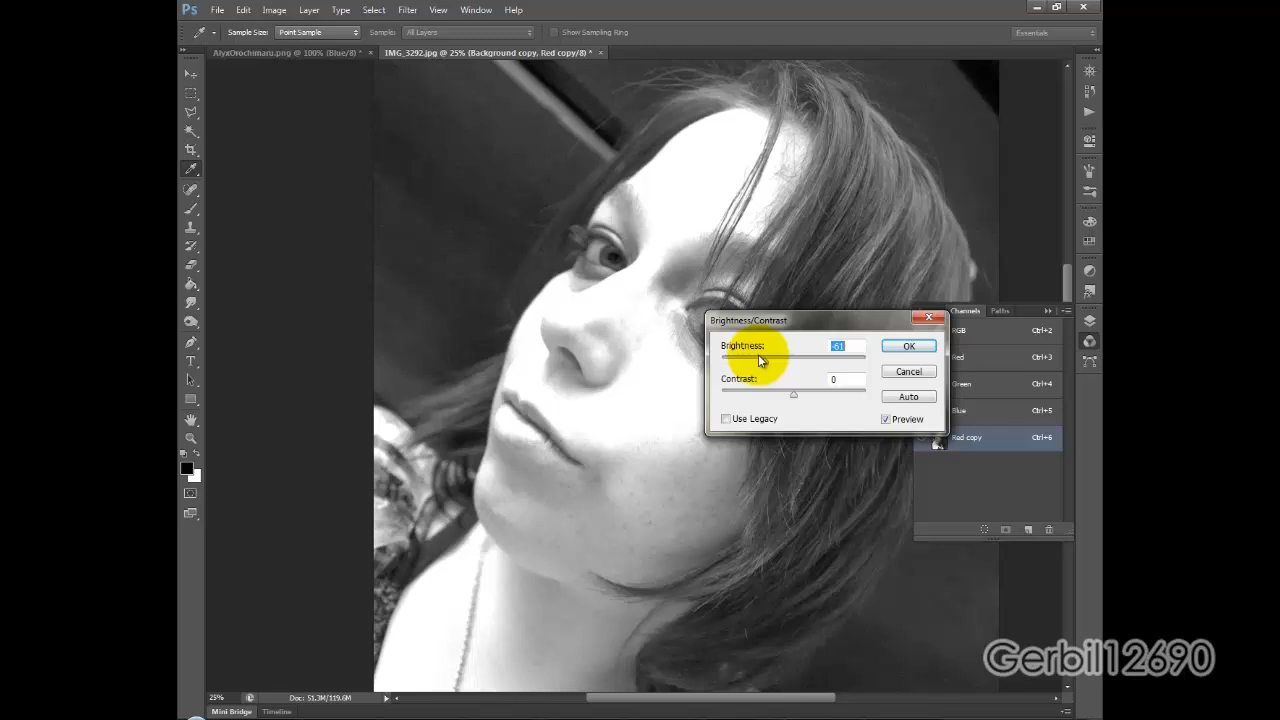 Ps File Edit Image Layer Type Select Filter View Window Help
Sample Size: Point Sample Sample: All Layers Show Sampling Ring Essentials
AlyxOrochimaru.png @ 100% (Blue/8) * × IMG_3292.jpg @ 25% (Background copy, Red copy/8) * ×
Channels Paths
RGB Ctrl+2
Red Ctrl+3
Green Ctrl+4
Blue Ctrl+5
Red copy Ctrl+6
Brightness/Contrast
Brightness: -61 OK
Cancel
Contrast: 0
Auto
Use Legacy Preview
Gerbil12690
25% Doc: 51.3M/119.6M
Mini Bridge Timeline